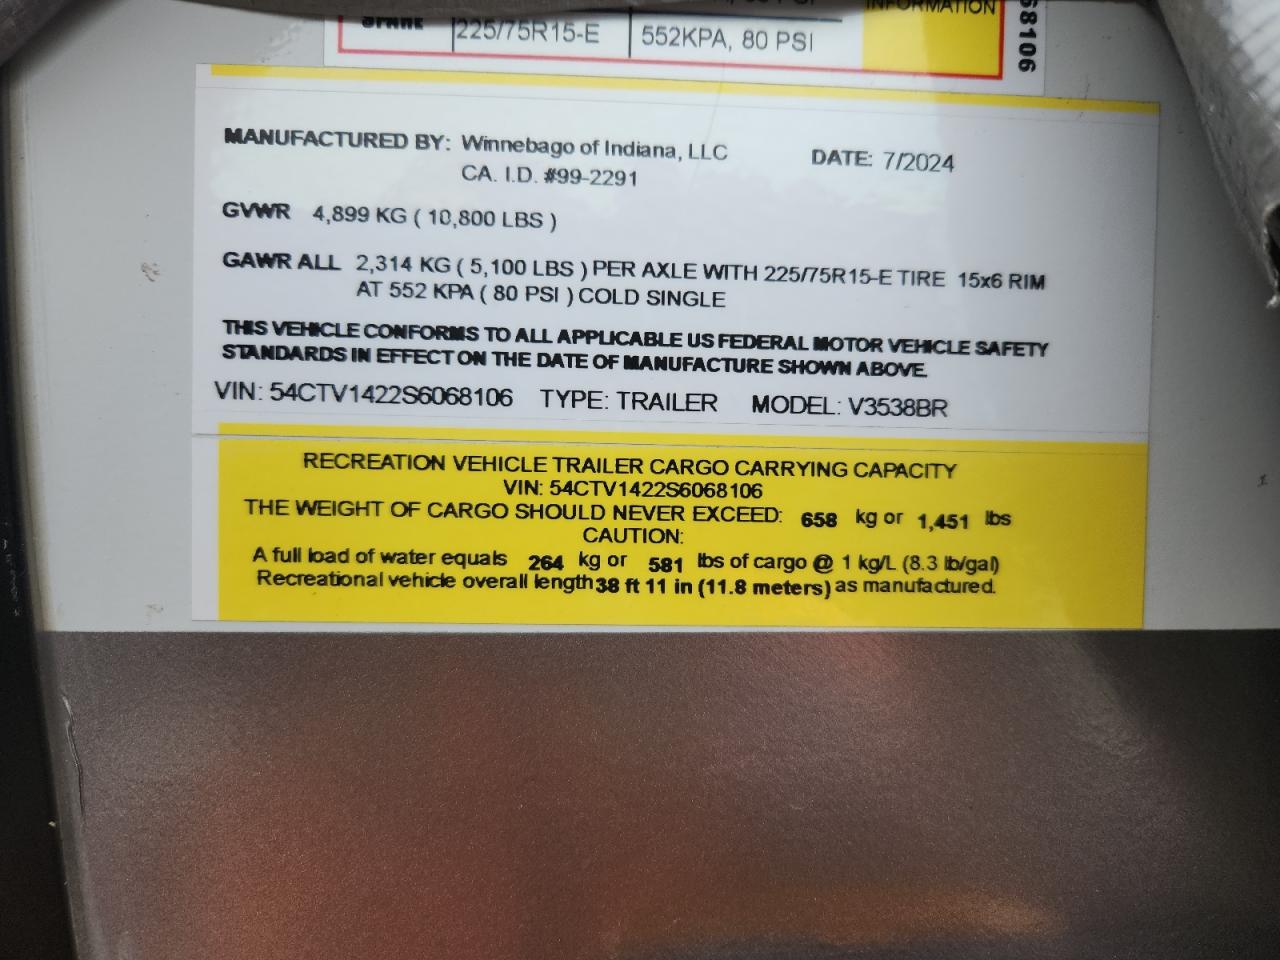 SPARE 225/75R15-E 552KPA, 80 PSI INFORMATION
68106
MANUFACTURED BY: Winnebago of Indiana, LLC DATE: 7/2024
CA. I.D. #99-2291
GVWR 4,899 KG ( 10,800 LBS )
GAWR ALL 2,314 KG ( 5,100 LBS ) PER AXLE WITH 225/75R15-E TIRE 15x6 RIM
AT 552 KPA ( 80 PSI ) COLD SINGLE
THIS VEHICLE CONFORMS TO ALL APPLICABLE US FEDERAL MOTOR VEHICLE SAFETY
STANDARDS IN EFFECT ON THE DATE OF MANUFACTURE SHOWN ABOVE.
VIN: 54CTV1422S6068106 TYPE: TRAILER MODEL: V3538BR
RECREATION VEHICLE TRAILER CARGO CARRYING CAPACITY
VIN: 54CTV1422S6068106
THE WEIGHT OF CARGO SHOULD NEVER EXCEED: 658 kg or 1,451 lbs
CAUTION:
A full load of water equals 264 kg or 581 lbs of cargo @ 1 kg/L (8.3 lb/gal)
Recreational vehicle overall length 38 ft 11 in (11.8 meters) as manufactured.